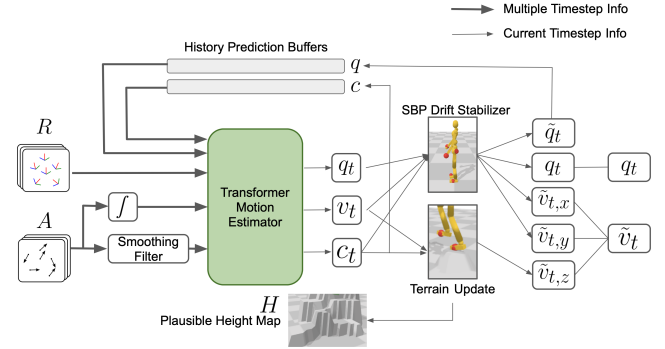 Multiple Timestep Info
Current Timestep Info
History Prediction Buffers
q
c
SBP Drift Stabilizer
R
A
∫
Smoothing
Filter
Transformer
Motion
Estimator
q_t
v_t
c_t
q̃_t
q_t
q_t
ṽ_{t,x}
ṽ_{t,y}
ṽ_t
ṽ_{t,z}
Terrain Update
H
Plausible Height Map